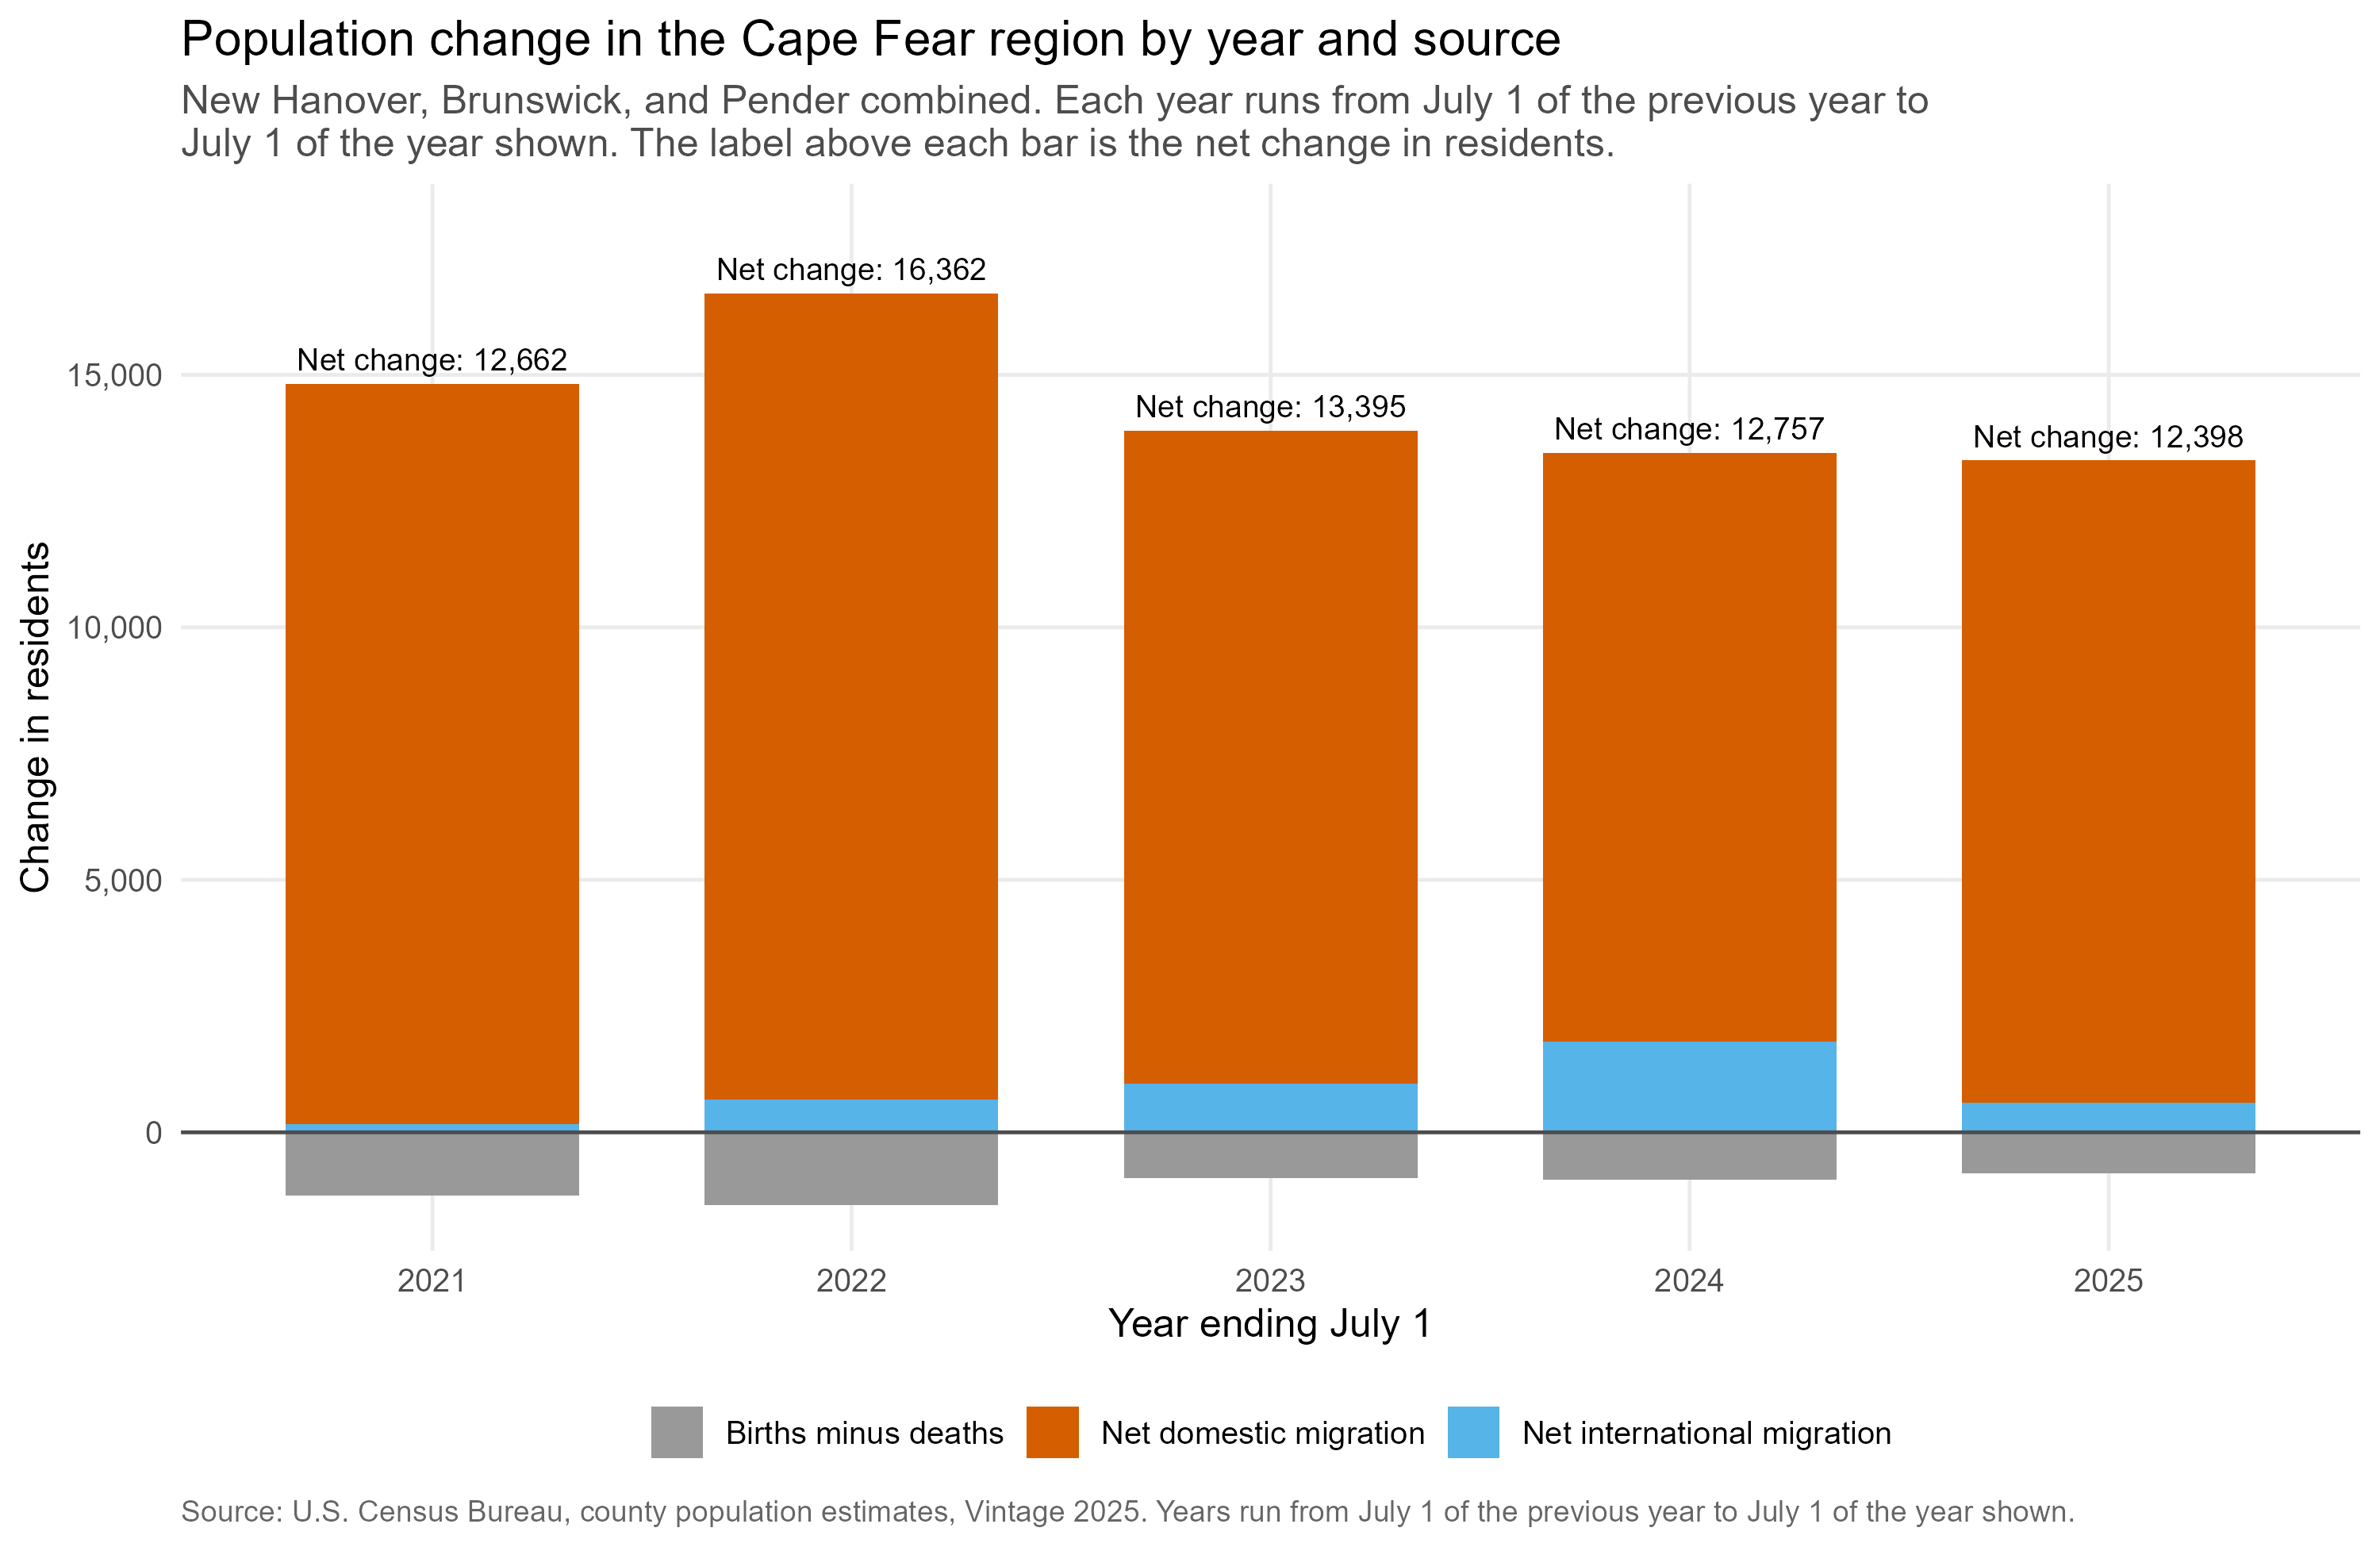 Population change in the Cape Fear region by year and source
New Hanover, Brunswick, and Pender combined. Each year runs from July 1 of the previous year to
July 1 of the year shown. The label above each bar is the net change in residents.
Net change: 16,362
Net change: 12,662
Net change: 13,395
Net change: 12,757
Net change: 12,398
15,000
10,000
5,000
0
Change in residents
2021 2022 2023 2024 2025
Year ending July 1
Births minus deaths Net domestic migration Net international migration
Source: U.S. Census Bureau, county population estimates, Vintage 2025. Years run from July 1 of the previous year to July 1 of the year shown.